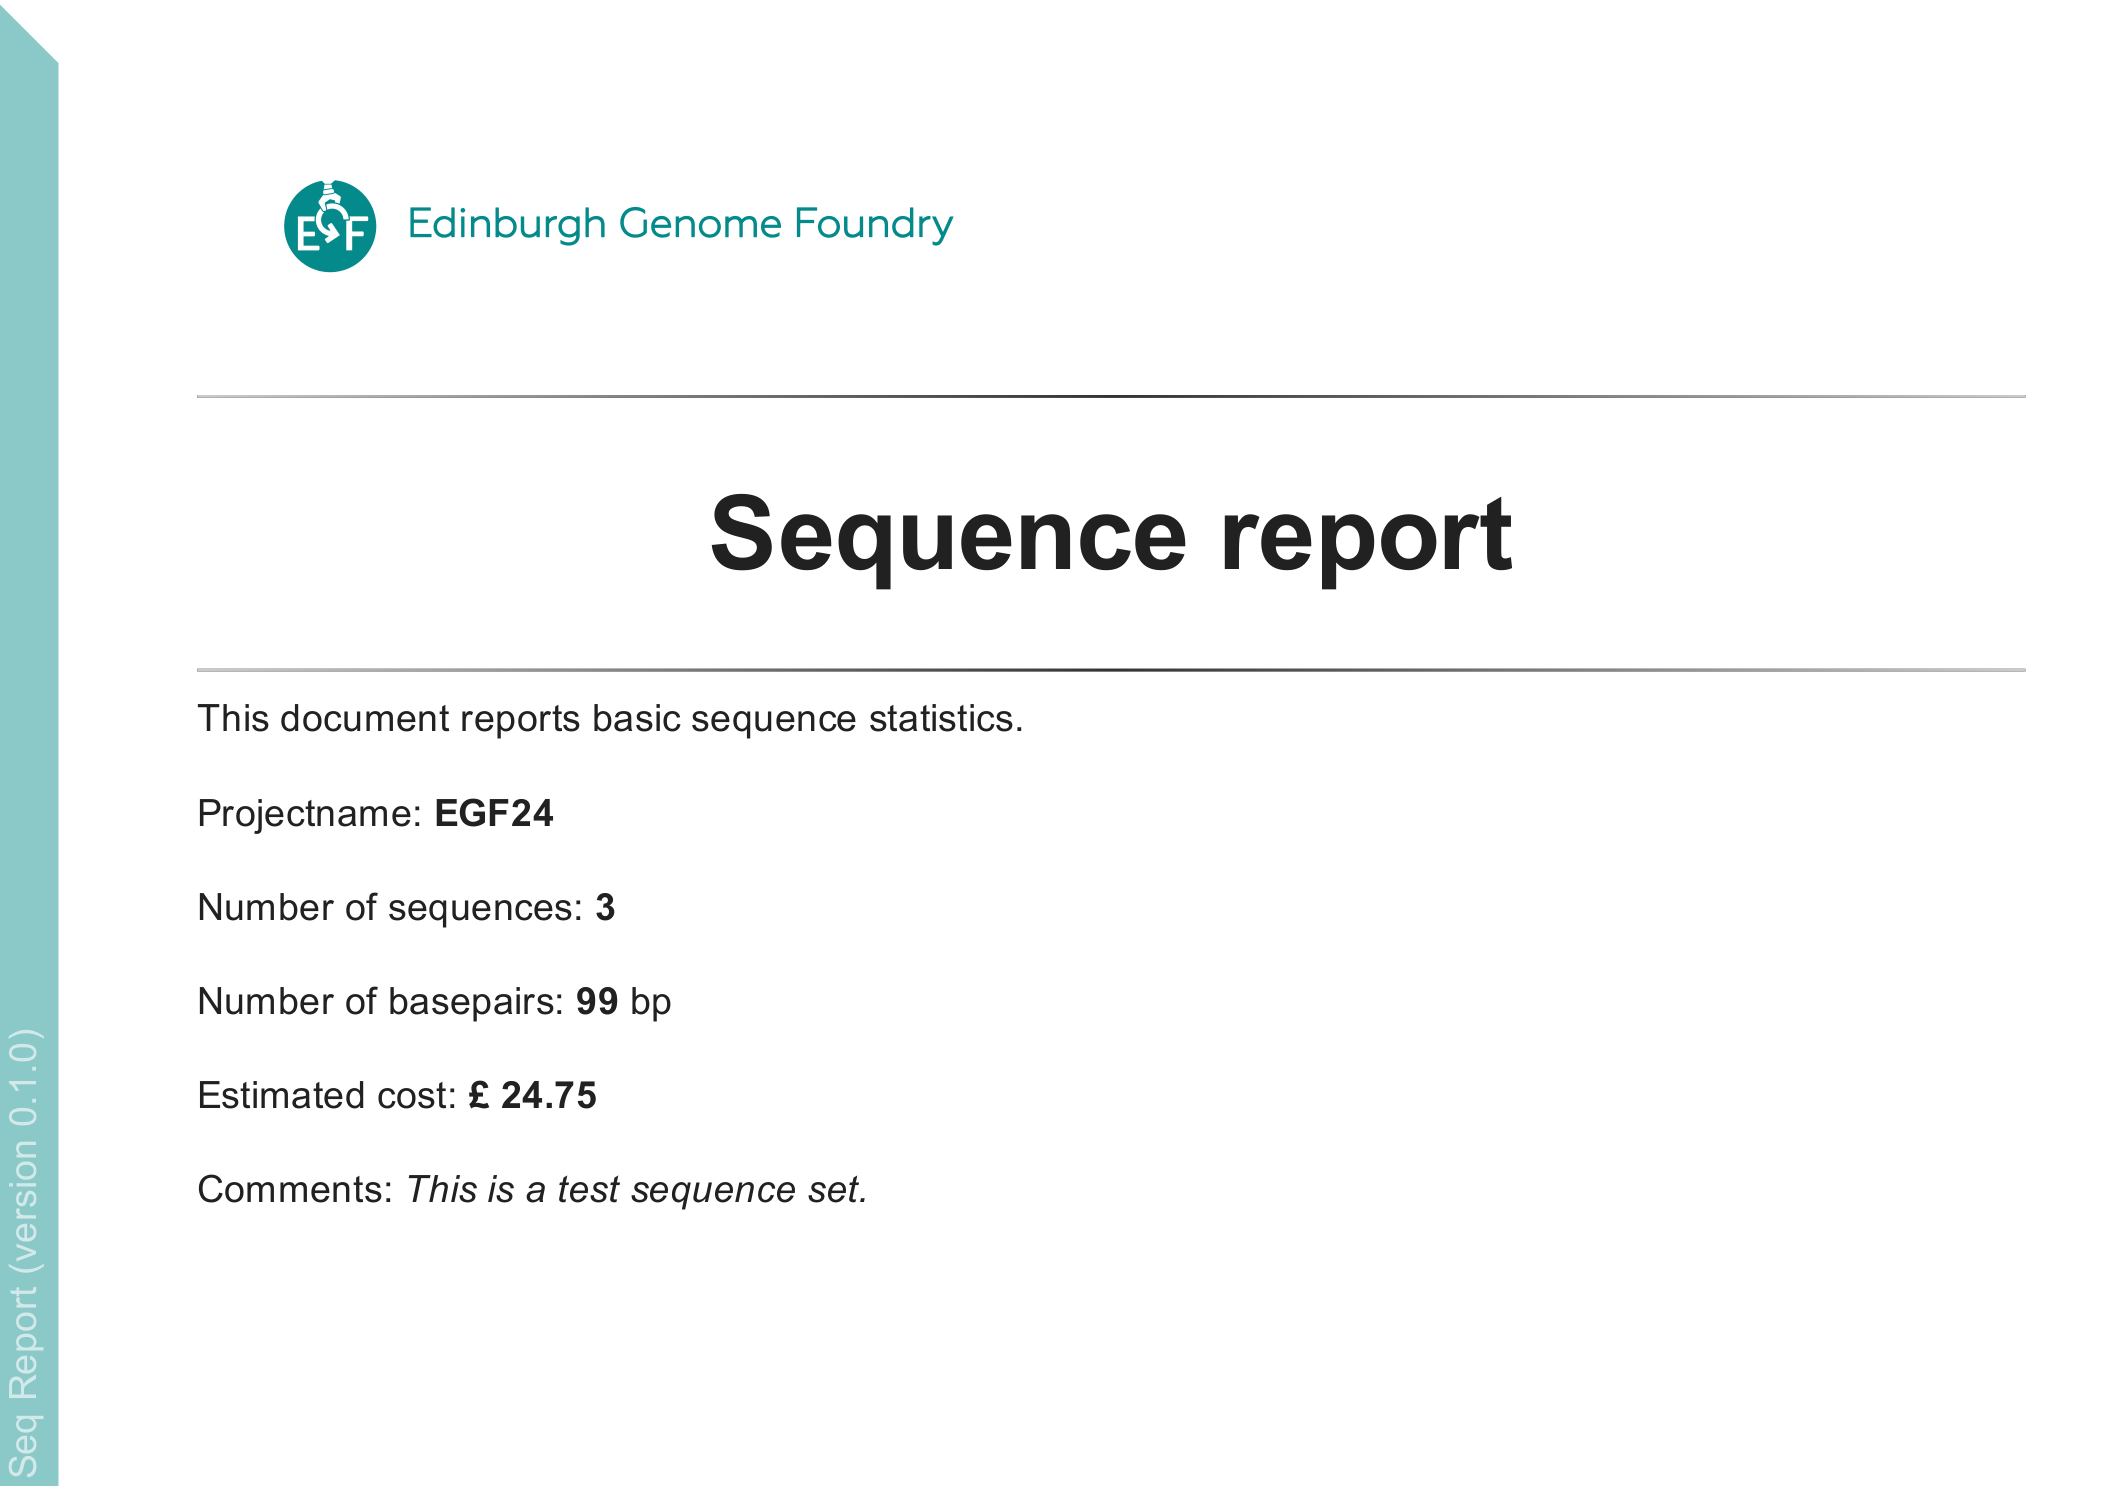 EGF
Edinburgh Genome Foundry
Sequence report
This document reports basic sequence statistics.
Projectname: EGF24
Number of sequences: 3
Number of basepairs: 99 bp
Estimated cost: £ 24.75
Comments: This is a test sequence set.
Seq Report (version 0.1.0)